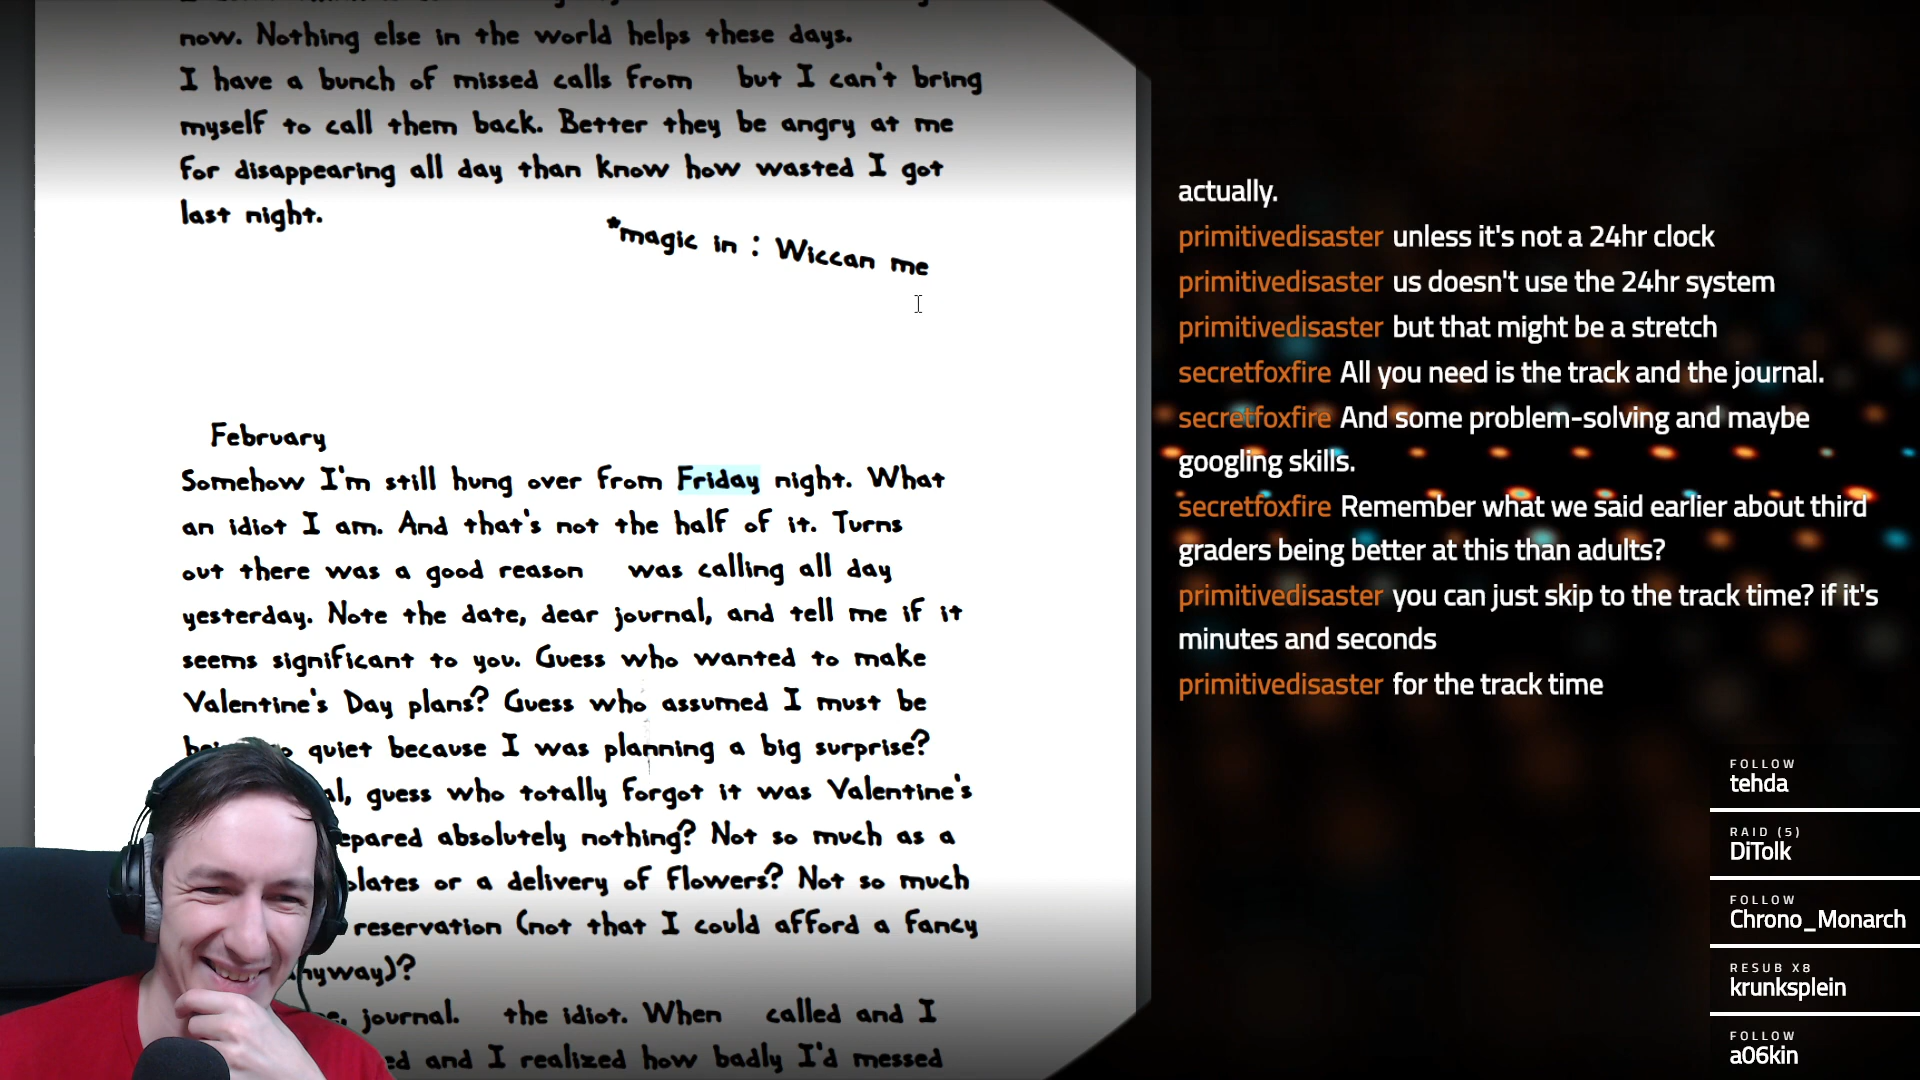 now. Nothing else in the world helps these days.
I have a bunch of missed calls from but I can't bring
myself to call them back. Better they be angry at me
for disappearing all day than know how wasted I got
last night.
*magic in : Wiccan me
February
Somehow I'm still hung over from Friday night. What
an idiot I am. And that's not the half of it. Turns
out there was a good reason was calling all day
yesterday. Note the date, dear journal, and tell me if it
seems significant to you. Guess who wanted to make
Valentine's Day plans? Guess who assumed I must be
quiet because I was planning a big surprise?
guess who totally forgot it was Valentine's
absolutely nothing? Not so much as a
or a delivery of flowers? Not so much
reservation (not that I could afford a fancy
journal. the idiot. When called and I
and I realized how badly I'd messed
actually.
primitivedisaster unless it's not a 24hr clock
primitivedisaster us doesn't use the 24hr system
primitivedisaster but that might be a stretch
secretfoxfire All you need is the track and the journal.
secretfoxfire And some problem-solving and maybe
googling skills.
secretfoxfire Remember what we said earlier about third
graders being better at this than adults?
primitivedisaster you can just skip to the track time? if it's
minutes and seconds
primitivedisaster for the track time
FOLLOW
tehda
RAID (5)
DiTolk
FOLLOW
Chrono_Monarch
RESUB X8
krunksplein
FOLLOW
a06kin